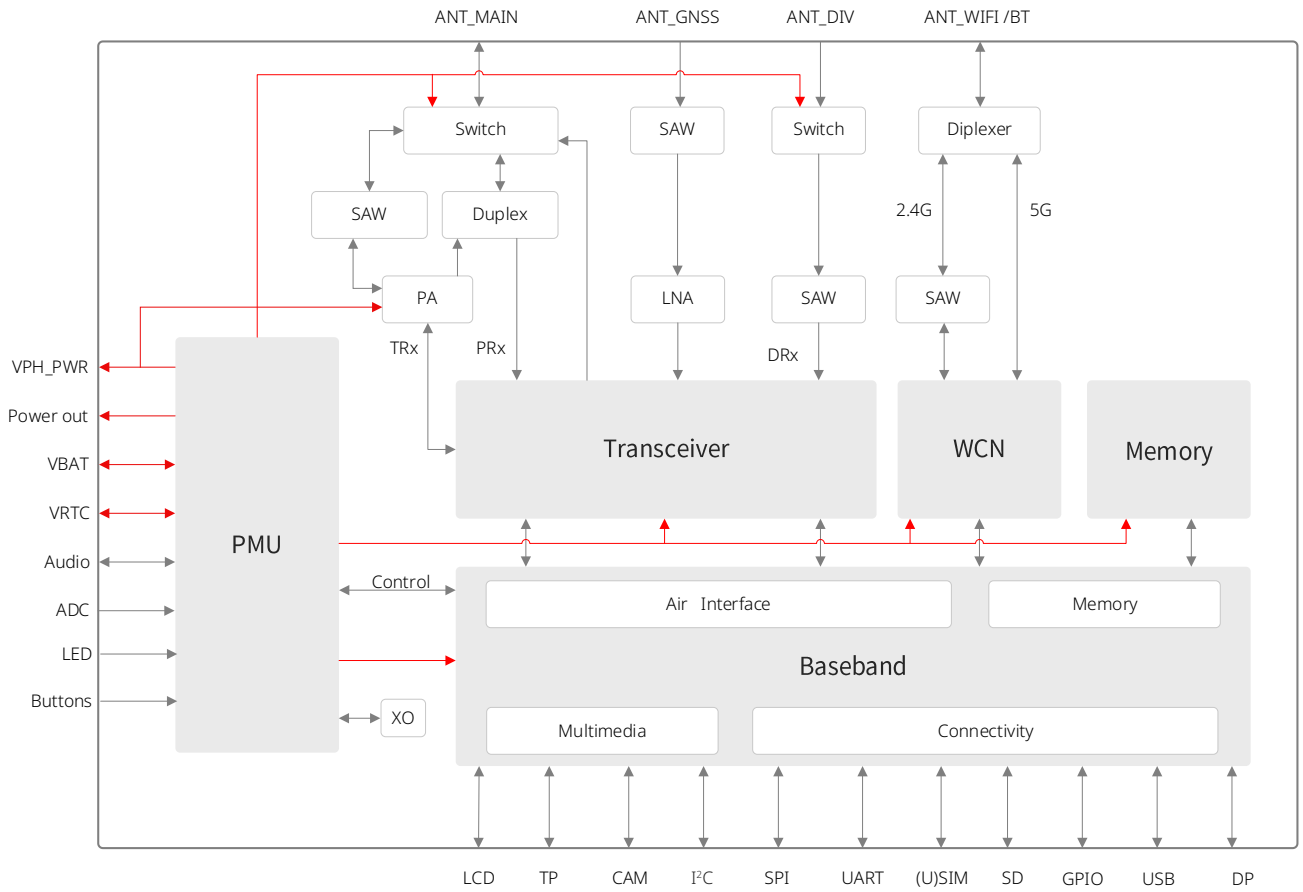 ANT_MAIN
ANT_GNSS
ANT_DIV
ANT_WIFI /BT
Switch
SAW
Switch
Diplexer
SAW
Duplex
2.4G
5G
PA
LNA
SAW
SAW
TRx
PRx
DRx
VPH_PWR
Power out
VBAT
VRTC
Audio
ADC
LED
Buttons
PMU
Transceiver
WCN
Memory
Control
Air Interface
Memory
Baseband
XO
Multimedia
Connectivity
LCD
TP
CAM
I²C
SPI
UART
(U)SIM
SD
GPIO
USB
DP